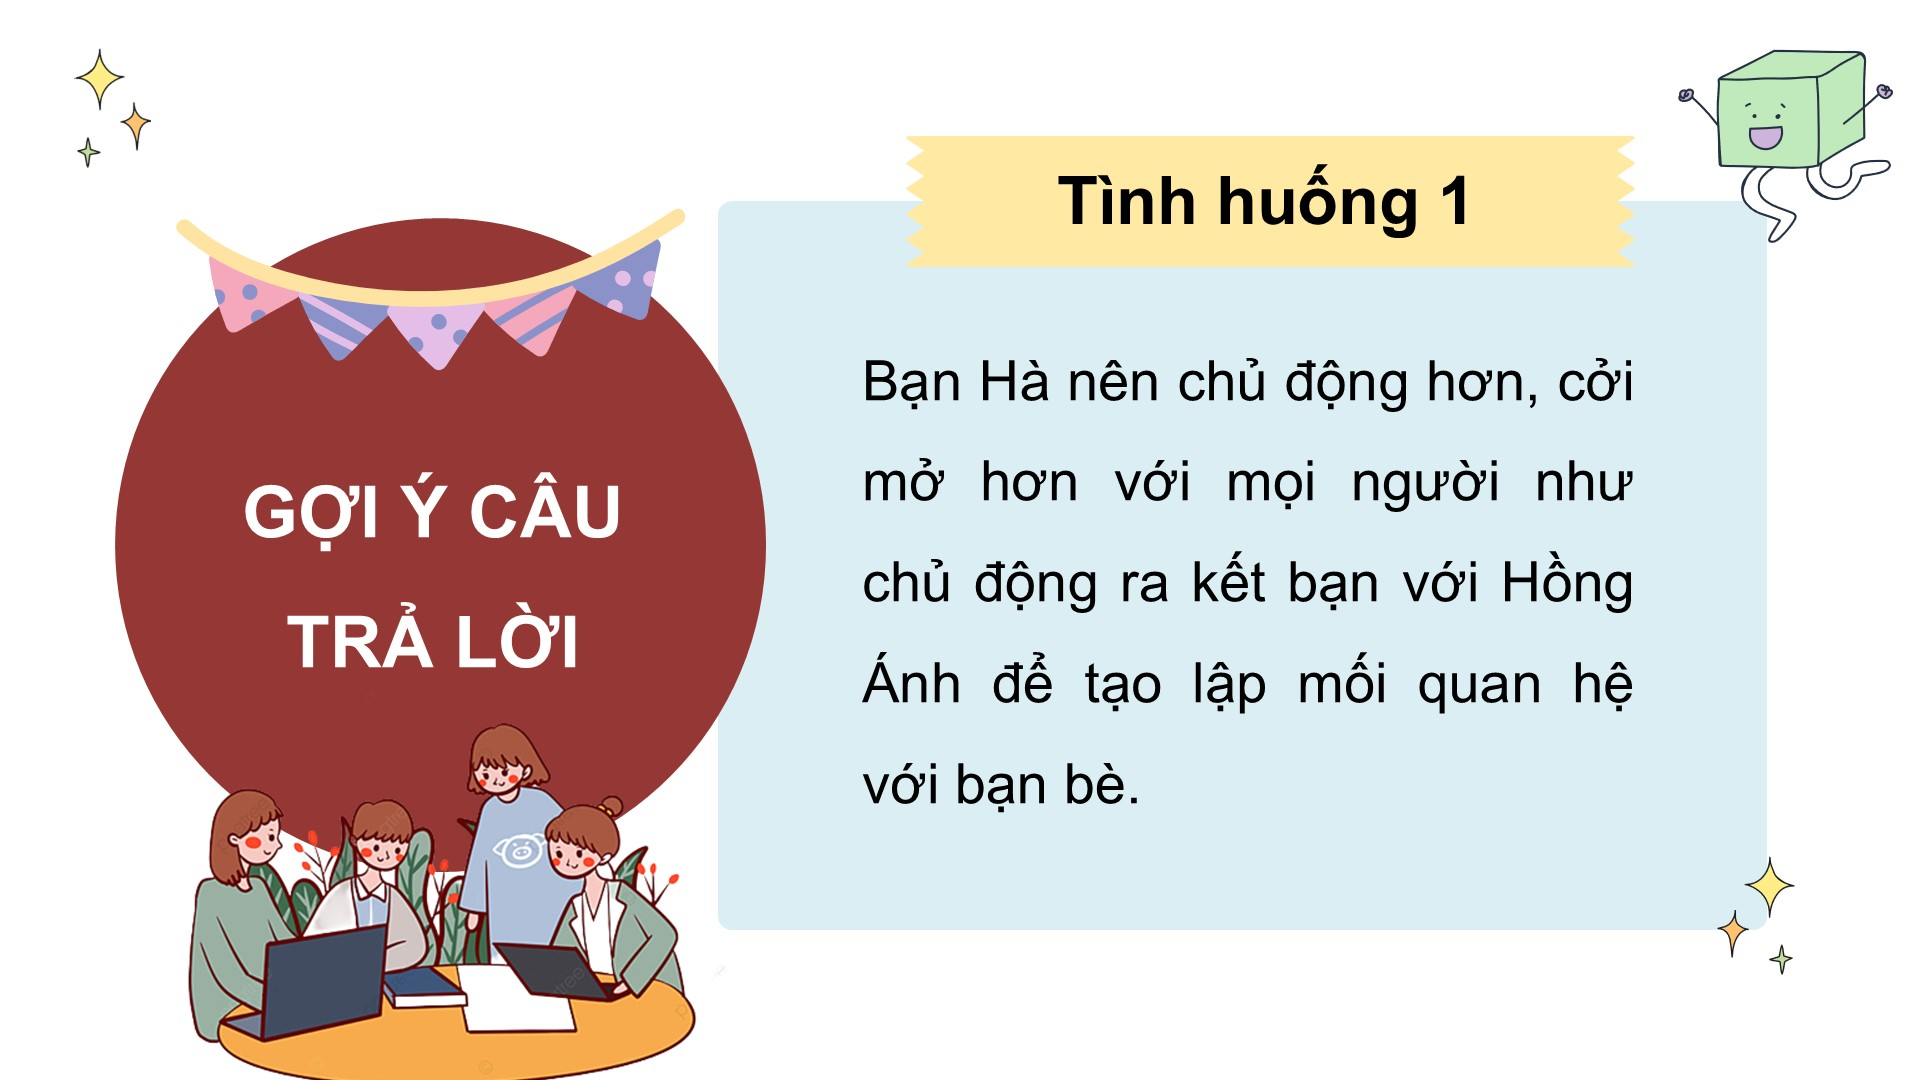 GỢI Ý CÂU
TRẢ LỜI
Tình huống 1
Bạn Hà nên chủ động hơn, cởi
mở hơn với mọi người như
chủ động ra kết bạn với Hồng
Ánh để tạo lập mối quan hệ
với bạn bè.